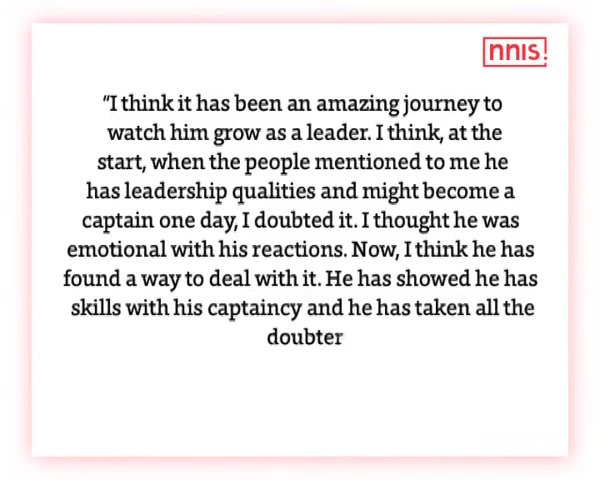 nnis!
“I think it has been an amazing journey to
watch him grow as a leader. I think, at the
start, when the people mentioned to me he
has leadership qualities and might become a
captain one day, I doubted it. I thought he was
emotional with his reactions. Now, I think he has
found a way to deal with it. He has showed he has
skills with his captaincy and he has taken all the
doubter